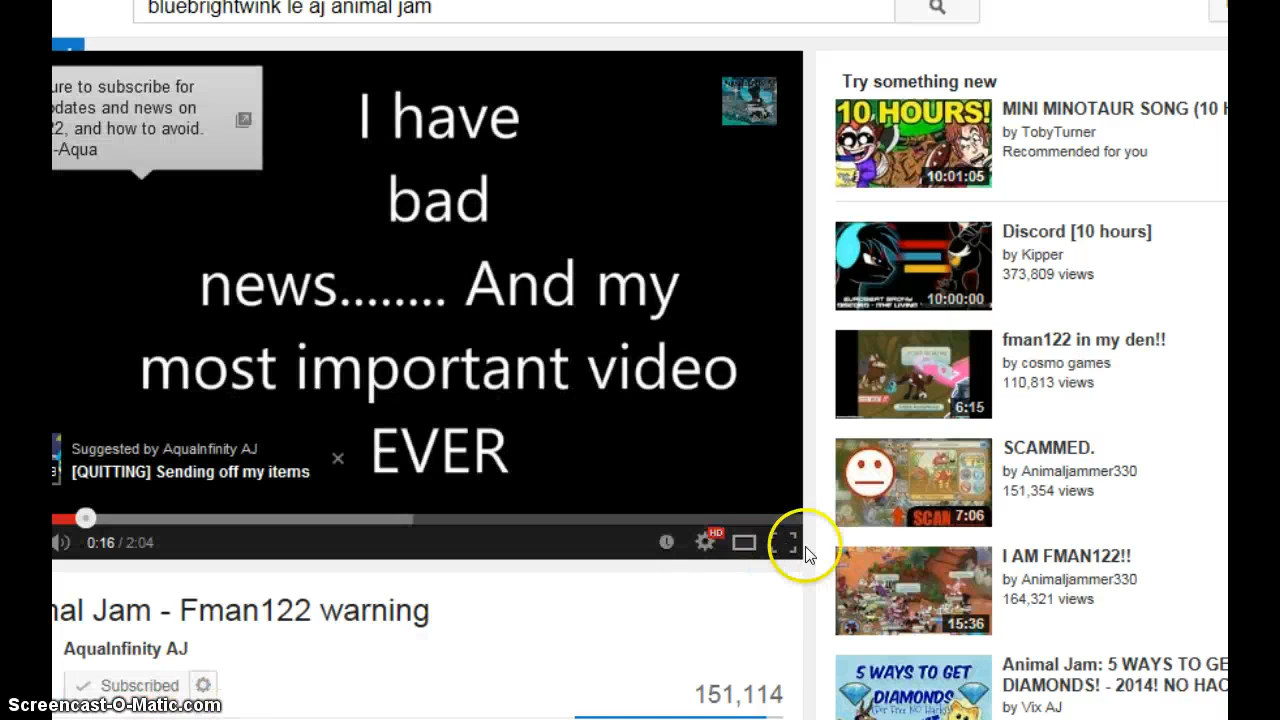 bluebrightwink le aj animal jam
ure to subscribe for
pdates and news on
22, and how to avoid.
-Aqua
I have
bad
news........ And my
most important video
EVER
Suggested by AquaInfinity AJ
[QUITTING] Sending off my items
HD
0:16 / 2:04
nal Jam - Fman122 warning
AquaInfinity AJ
Subscribed
151,114
Try something new
10 HOURS!
10:01:05
MINI MINOTAUR SONG (10 H
by TobyTurner
Recommended for you
10:00:00
Discord [10 hours]
by Kipper
373,809 views
6:15
fman122 in my den!!
by cosmo games
110,813 views
SCAM
7:06
SCAMMED.
by Animaljammer330
151,354 views
15:36
I AM FMAN122!!
by Animaljammer330
164,321 views
5 WAYS TO GET
DIAMONDS
Animal Jam: 5 WAYS TO GE
DIAMONDS! - 2014! NO HAC
by Vix AJ
Screencast-O-Matic.com